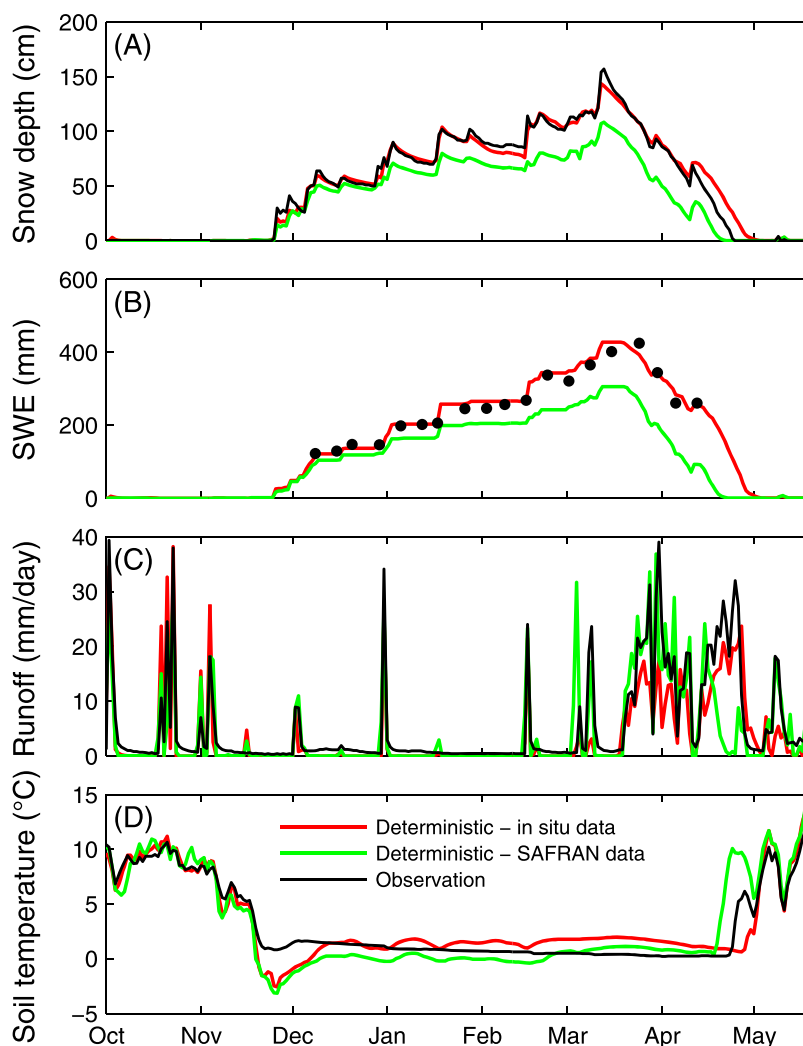 (A)
Snow depth (cm)
200
150
100
50
0
(B)
SWE (mm)
600
400
200
0
(C)
Runoff (mm/day)
40
30
20
10
0
(D)
Soil temperature (°C)
15
10
5
0
−5
Deterministic − in situ data
Deterministic − SAFRAN data
Observation
Oct Nov Dec Jan Feb Mar Apr May